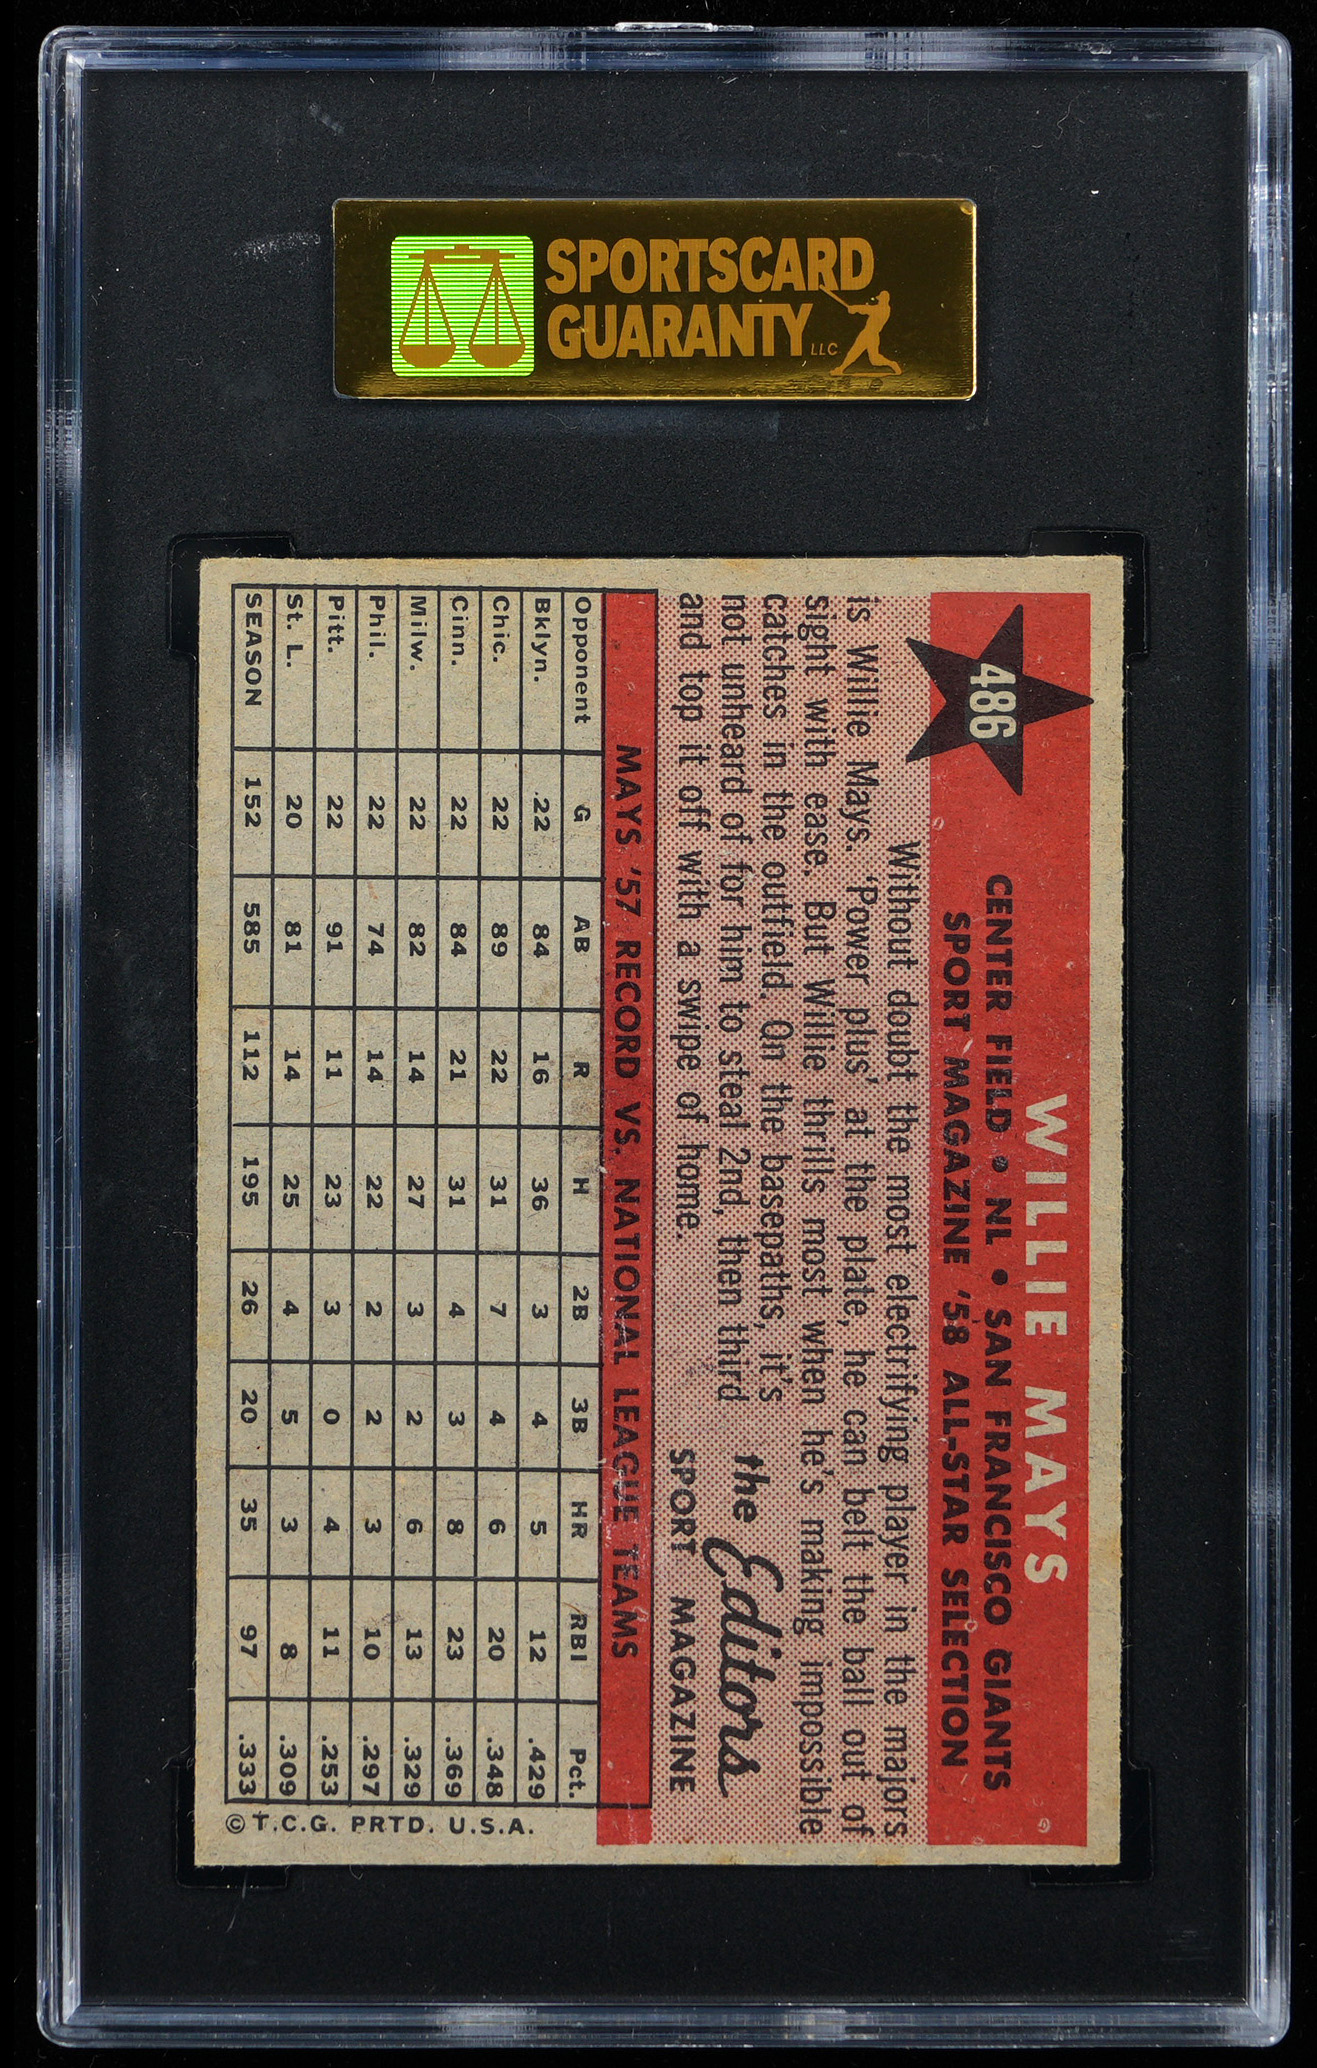 SPORTSCARD
GUARANTY LLC
486
WILLIE MAYS
CENTER FIELD • NL • SAN FRANCISCO GIANTS
SPORT MAGAZINE '58 ALL-STAR SELECTION
Without doubt the most electrifying player in the majors
is Willie Mays. 'Power plus' at the plate, he can belt the ball out of
sight with ease. But Willie thrills most when he's making impossible
catches in the outfield. On the basepaths, it's
not unheard of for him to steal 2nd, then third
and top it off with a swipe of home.
the Editors
SPORT MAGAZINE
MAYS '57 RECORD VS. NATIONAL LEAGUE TEAMS
Opponent G AB R H 2B 3B HR RBI Pct.
Bklyn. 22 84 16 36 3 4 5 12 .429
Chic. 22 89 22 31 7 4 6 20 .348
Cinn. 22 84 21 31 4 3 8 23 .369
Milw. 22 82 14 27 3 2 6 13 .329
Phil. 22 74 14 22 2 2 3 10 .297
Pitt. 22 91 11 23 3 0 4 11 .253
St. L. 20 81 14 25 4 5 3 8 .309
SEASON 152 585 112 195 26 20 35 97 .333
© T.C.G. PRTD. U.S.A.